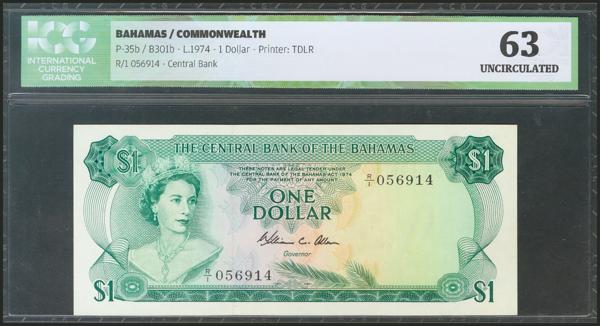 ICG
INTERNATIONAL
CURRENCY
GRADING
BAHAMAS / COMMONWEALTH
P-35b / B301b - L.1974 - 1 Dollar - Printer: TDLR
R/1 056914 - Central Bank
63
UNCIRCULATED
THE CENTRAL BANK OF THE BAHAMAS
$1
$1
THESE NOTES ARE LEGAL TENDER UNDER
THE CENTRAL BANK OF THE BAHAMAS ACT 1974
FOR THE PAYMENT OF ANY AMOUNT
R/1 056914
ONE
DOLLAR
William C. Allen
Governor
R/1 056914
$1
$1